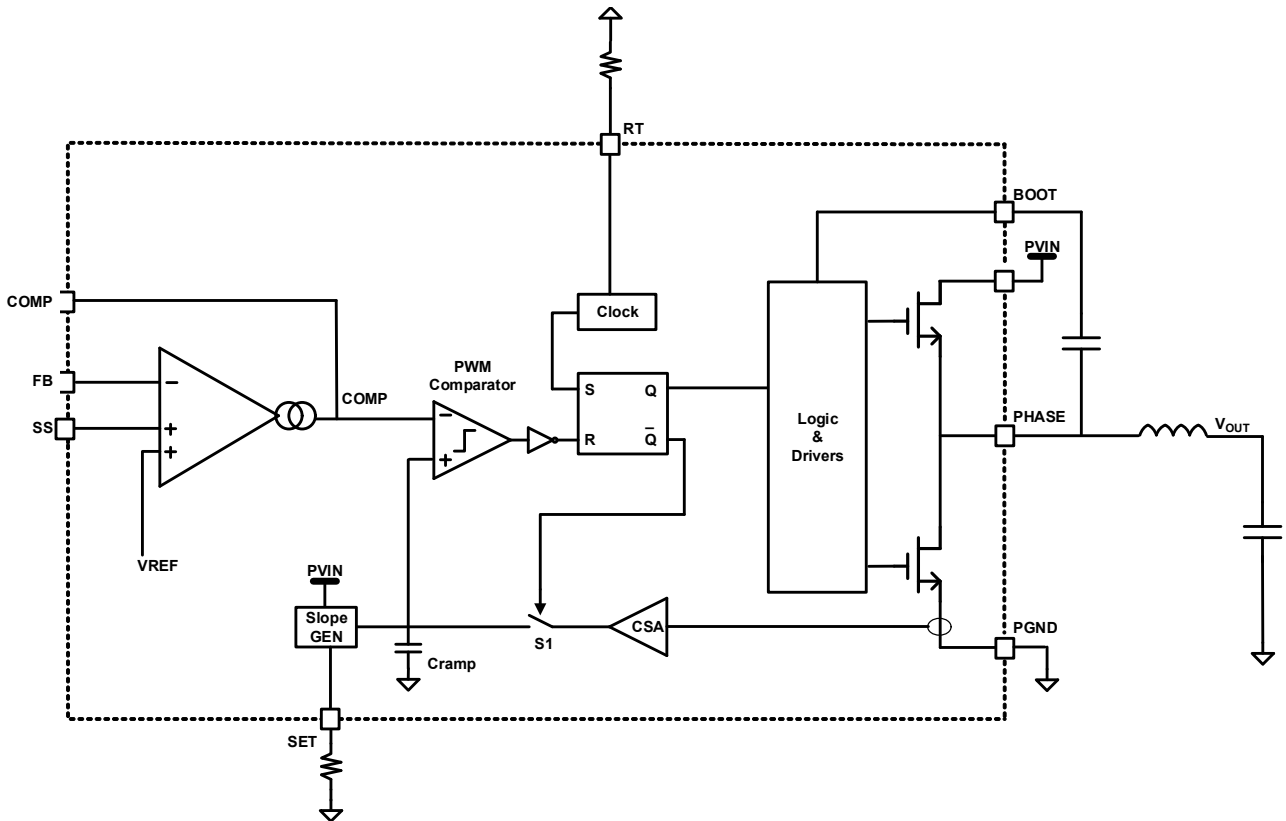 RT
BOOT
PVIN
COMP
Clock
FB
SS
−
+
+
COMP
PWM
Comparator
−
+
S
Q
R
Q̅
Logic
&
Drivers
PHASE
VOUT
VREF
PVIN
Slope
GEN
Cramp
S1
CSA
PGND
SET